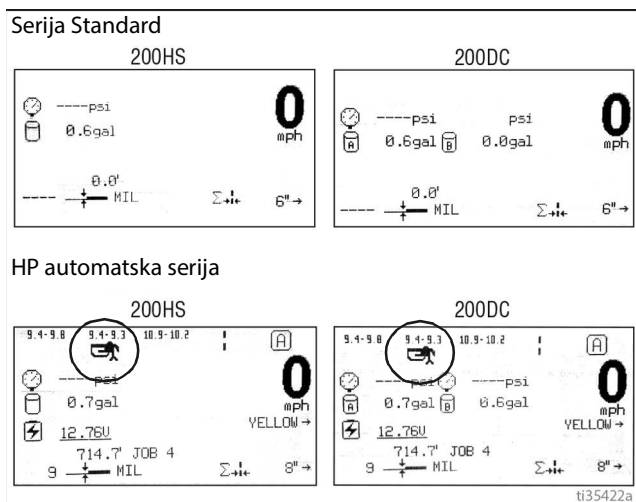 Serija Standard
200HS
----psi
0.6gal
0
mph
0.0'
---- MIL
Σ
6"→
200DC
----psi psi
A 0.6gal B 0.0gal
0
mph
0.0'
---- MIL
Σ
6"→
HP automatska serija
200HS
9.4-9.8 9.4-9.3 10.9-10.2
A
----psi
0.7gal
0
mph
YELLOW→
12.76V
714.7' JOB 4
9 MIL
Σ
8"→
200DC
9.4-9.8 9.4-9.3 10.9-10.2
A
----psi ----psi
A 0.7gal B 0.6gal
0
mph
YELLOW→
12.76V
714.7' JOB 4
9 MIL
Σ
8"→
ti35422a